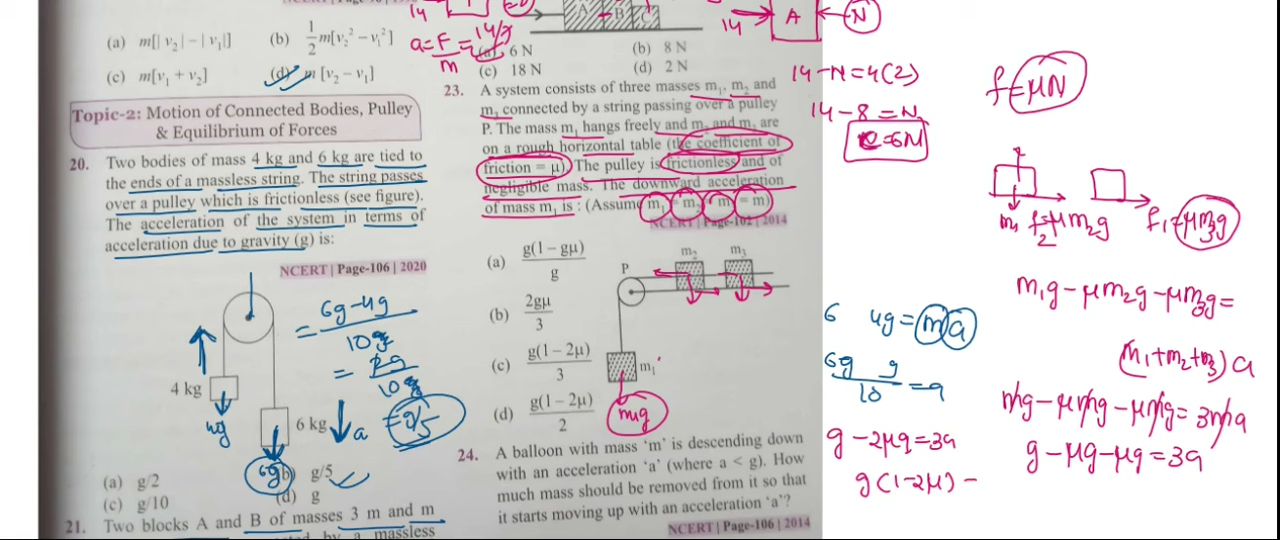 (a) m[| v₂| – | v₁|]
(b) 1/2 m[v₂² – v₁²]
(c) m[v₁ + v₂]
(d) m [v₂ – v₁]
Topic-2: Motion of Connected Bodies, Pulley
& Equilibrium of Forces
20. Two bodies of mass 4 kg and 6 kg are tied to
the ends of a massless string. The string passes
over a pulley which is frictionless (see figure).
The acceleration of the system in terms of
acceleration due to gravity (g) is:
NCERT | Page-106 | 2020
= 6g-4g
10
=
10
= g/5
4 kg
4g
6 kg
a
6g
(a) g/2
(b) g/5
(c) g/10
(d) g
21. Two blocks A and B of masses 3 m and m
massless
14
a = F/m =
A
B
C
(a) 6 N
(b) 8 N
(c) 18 N
(d) 2 N
23. A system consists of three masses m₁, m₂ and
m₃ connected by a string passing over a pulley
P. The mass m₁ hangs freely and m₂ and m₃ are
on a rough horizontal table (the coefficient of
friction = μ). The pulley is frictionless and of
negligible mass. The downward acceleration
of mass m₁ is : (Assume m₁ = m₂ = m₃ = m)
NCERT | Page-102 | 2014
(a) g(1 – gμ)/g
(b) 2gμ/3
(c) g(1 – 2μ)/3
(d) g(1 – 2μ)/2
P
m₂
m₃
m₁
m₁g
24. A balloon with mass ‘m’ is descending down
with an acceleration ‘a’ (where a < g). How
much mass should be removed from it so that
it starts moving up with an acceleration ‘a’?
NCERT | Page-106 | 2014
14
A
N
14-N=4(2)
14-8=N
=6N
f=μN
f₂=μm₂g
f₁=μm₃g
m₁g-μm₂g-μm₃g=
(m₁+m₂+m₃)a
mg-μmg-μmg=3ma
g-μg-μg=3a
6 4g=ma
6g g
10 =a
g-2μg=3a
g(1-2μ) =